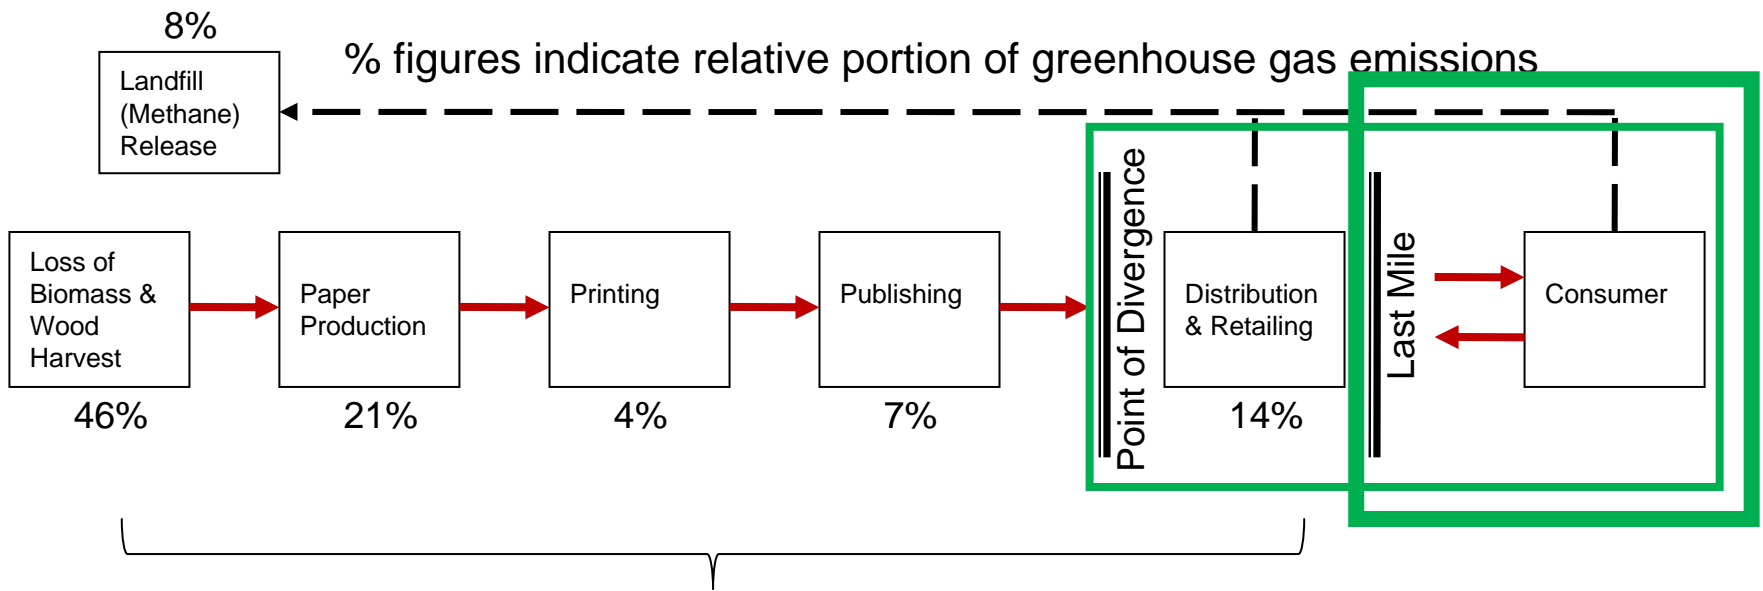 8%
% figures indicate relative portion of greenhouse gas emissions
Landfill
(Methane)
Release
Loss of
Biomass &
Wood
Harvest
46%
Paper
Production
21%
Printing
4%
Publishing
7%
Point of Divergence
Distribution
& Retailing
14%
Last Mile
Consumer